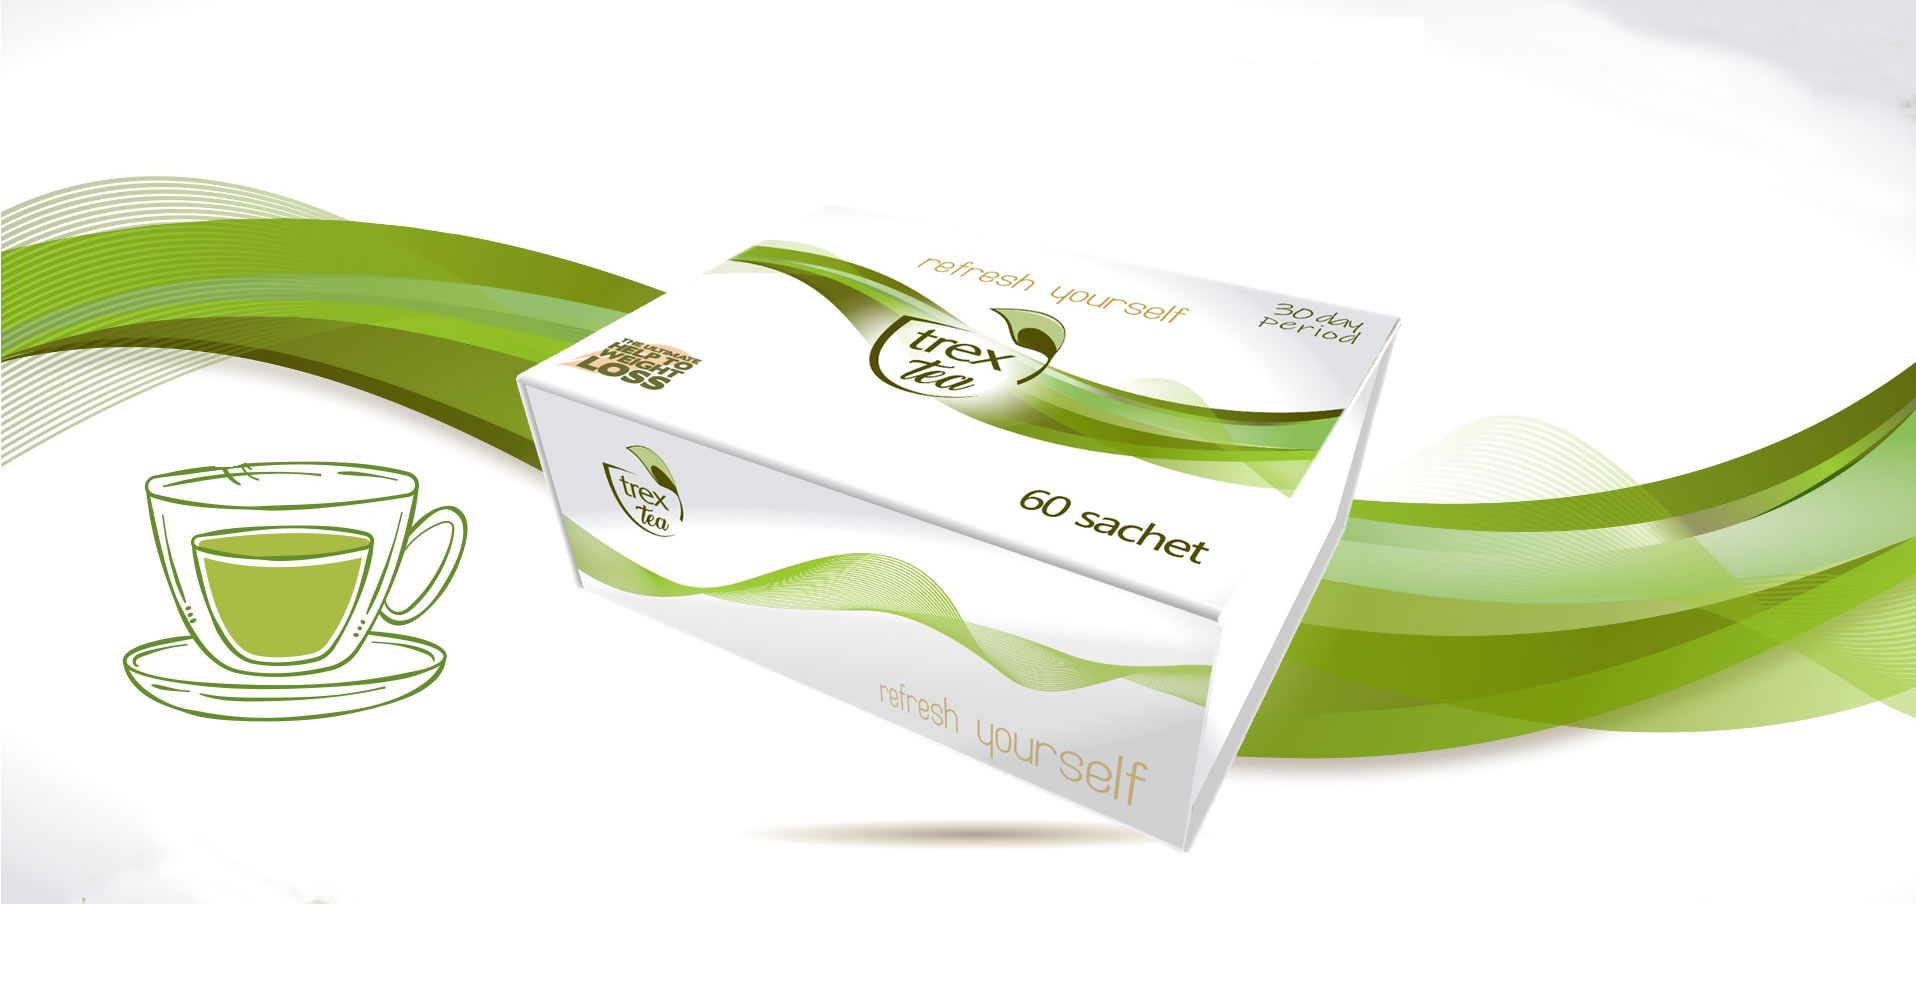 refresh yourself
30 day
period
trex
tea
THE ULTIMATE
HELP TO
WEIGHT
LOSS
60 sachet
trex
tea
refresh yourself